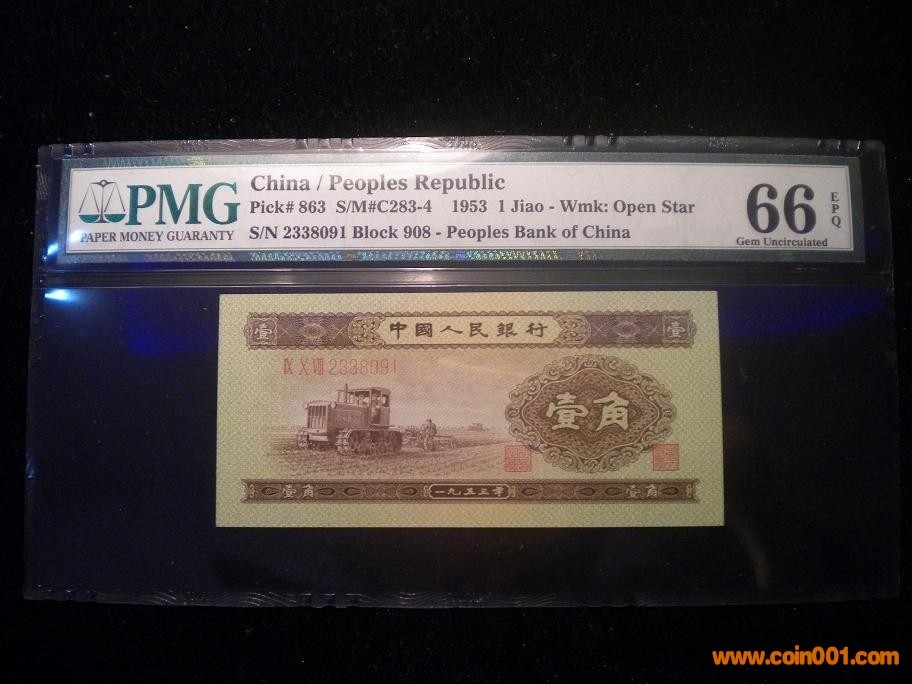 PMG
PAPER MONEY GUARANTY
China / Peoples Republic
Pick# 863 S/M#C283-4 1953 1 Jiao - Wmk: Open Star
S/N 2338091 Block 908 - Peoples Bank of China
66 EPQ
Gem Uncirculated
壹 中國人民銀行 壹
IX X VIII 2338091
壹角
壹角 一九五三年 壹角
www.coin001.com